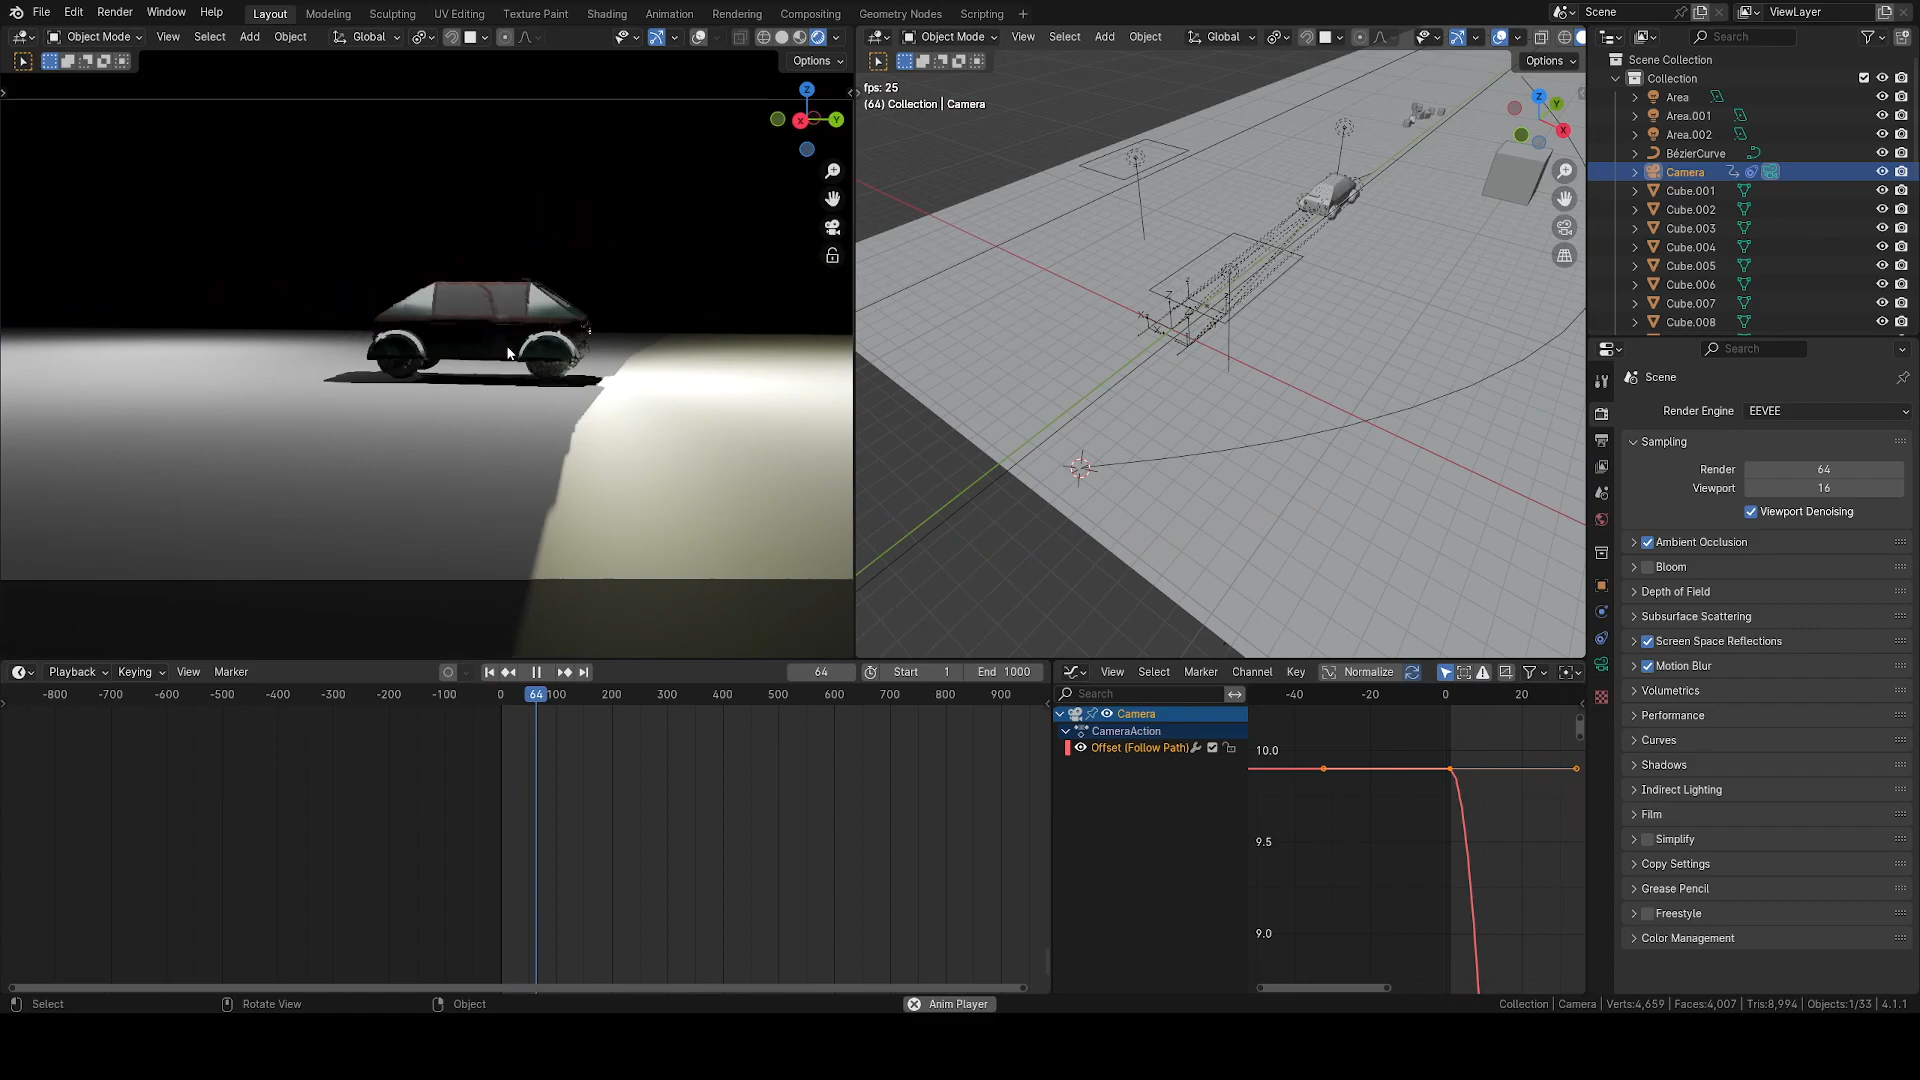 File Edit Render Window Help Layout Modeling Sculpting UV Editing Texture Paint Shading Animation Rendering Compositing Geometry Nodes Scripting + Scene ViewLayer
Object Mode View Select Add Object Global
Options
Z
X
Y
Object Mode View Select Add Object Global
Options
fps: 25
(64) Collection | Camera
Z
Y
X
Search
Scene Collection
Collection
Area
Area.001
Area.002
BézierCurve
Camera
Cube.001
Cube.002
Cube.003
Cube.004
Cube.005
Cube.006
Cube.007
Cube.008
Search
Scene
Render Engine EEVEE
Sampling
Render 64
Viewport 16
Viewport Denoising
Ambient Occlusion
Bloom
Depth of Field
Subsurface Scattering
Screen Space Reflections
Motion Blur
Volumetrics
Performance
Curves
Shadows
Indirect Lighting
Film
Simplify
Copy Settings
Grease Pencil
Freestyle
Color Management
Playback Keying View Marker 64 Start 1 End 1000
-800 -700 -600 -500 -400 -300 -200 -100 0 64 100 200 300 400 500 600 700 800 900
View Select Marker Channel Key Normalize
Search -40 -20 0 20
Camera
CameraAction
Offset (Follow Path)
10.0
9.5
9.0
Select Rotate View Object Anim Player Collection | Camera | Verts:4,659 | Faces:4,007 | Tris:8,994 | Objects:1/33 | 4.1.1